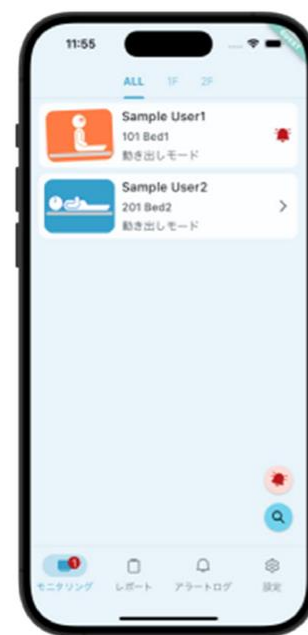 11:55
ALL 1F 2F
Sample User1
101 Bed1
動き出しモード
Sample User2
201 Bed2
動き出しモード
1
モニタリング レポート アラートログ 設定